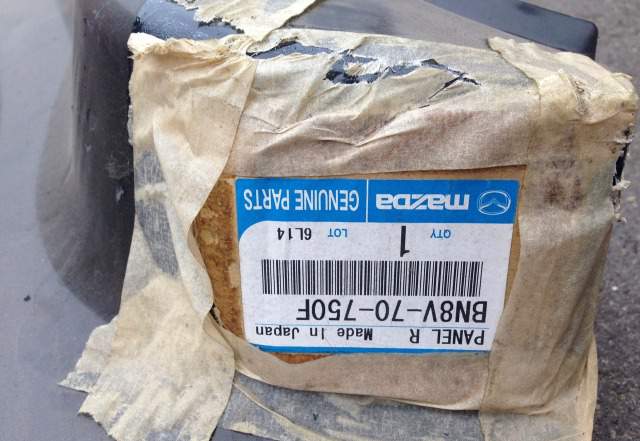 PANEL R Made In Japan
BN8V-70-750F
QTY 1 LOT 6L14
mazda GENUINE PARTS